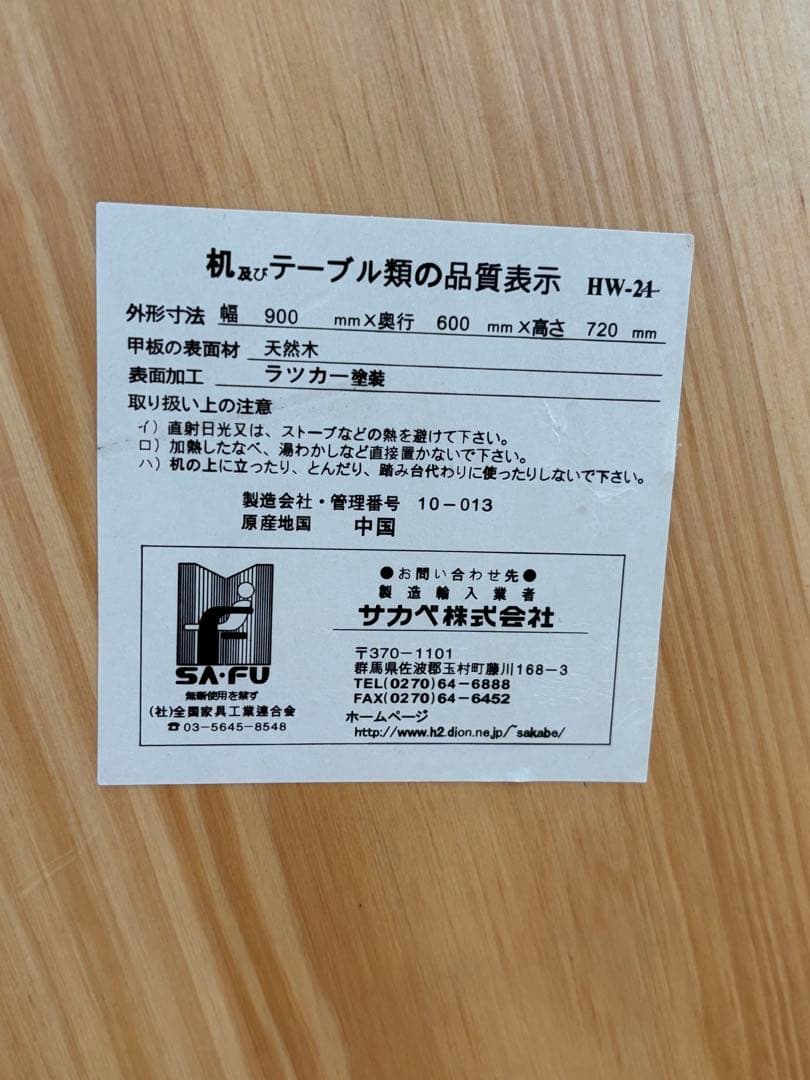 机及びテーブル類の品質表示 HW-24
外形寸法 幅 900 mm×奥行 600 mm×高さ 720 mm
甲板の表面材 天然木
表面加工 ラツカー塗装
取り扱い上の注意
イ）直射日光又は、ストーブなどの熱を避けて下さい。
ロ）加熱したなべ、湯わかしなど直接置かないで下さい。
ハ）机の上に立ったり、とんだり、踏み台代わりに使ったりしないで下さい。
製造会社・管理番号 10-013
原産地国 中国
SA・FU
無断使用を禁ず
(社)全国家具工業連合会
☎03-5645-8548
●お問い合わせ先●
製造輸入業者
サカベ株式会社
〒370-1101
群馬県佐波郡玉村町藤川168-3
TEL(0270)64-6888
FAX(0270)64-6452
ホームページ
http://www.h2.dion.ne.jp/~sakabe/